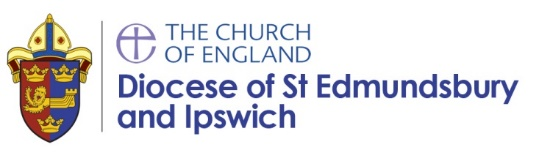 THE CHURCH
OF ENGLAND
Diocese of St Edmundsbury
and Ipswich